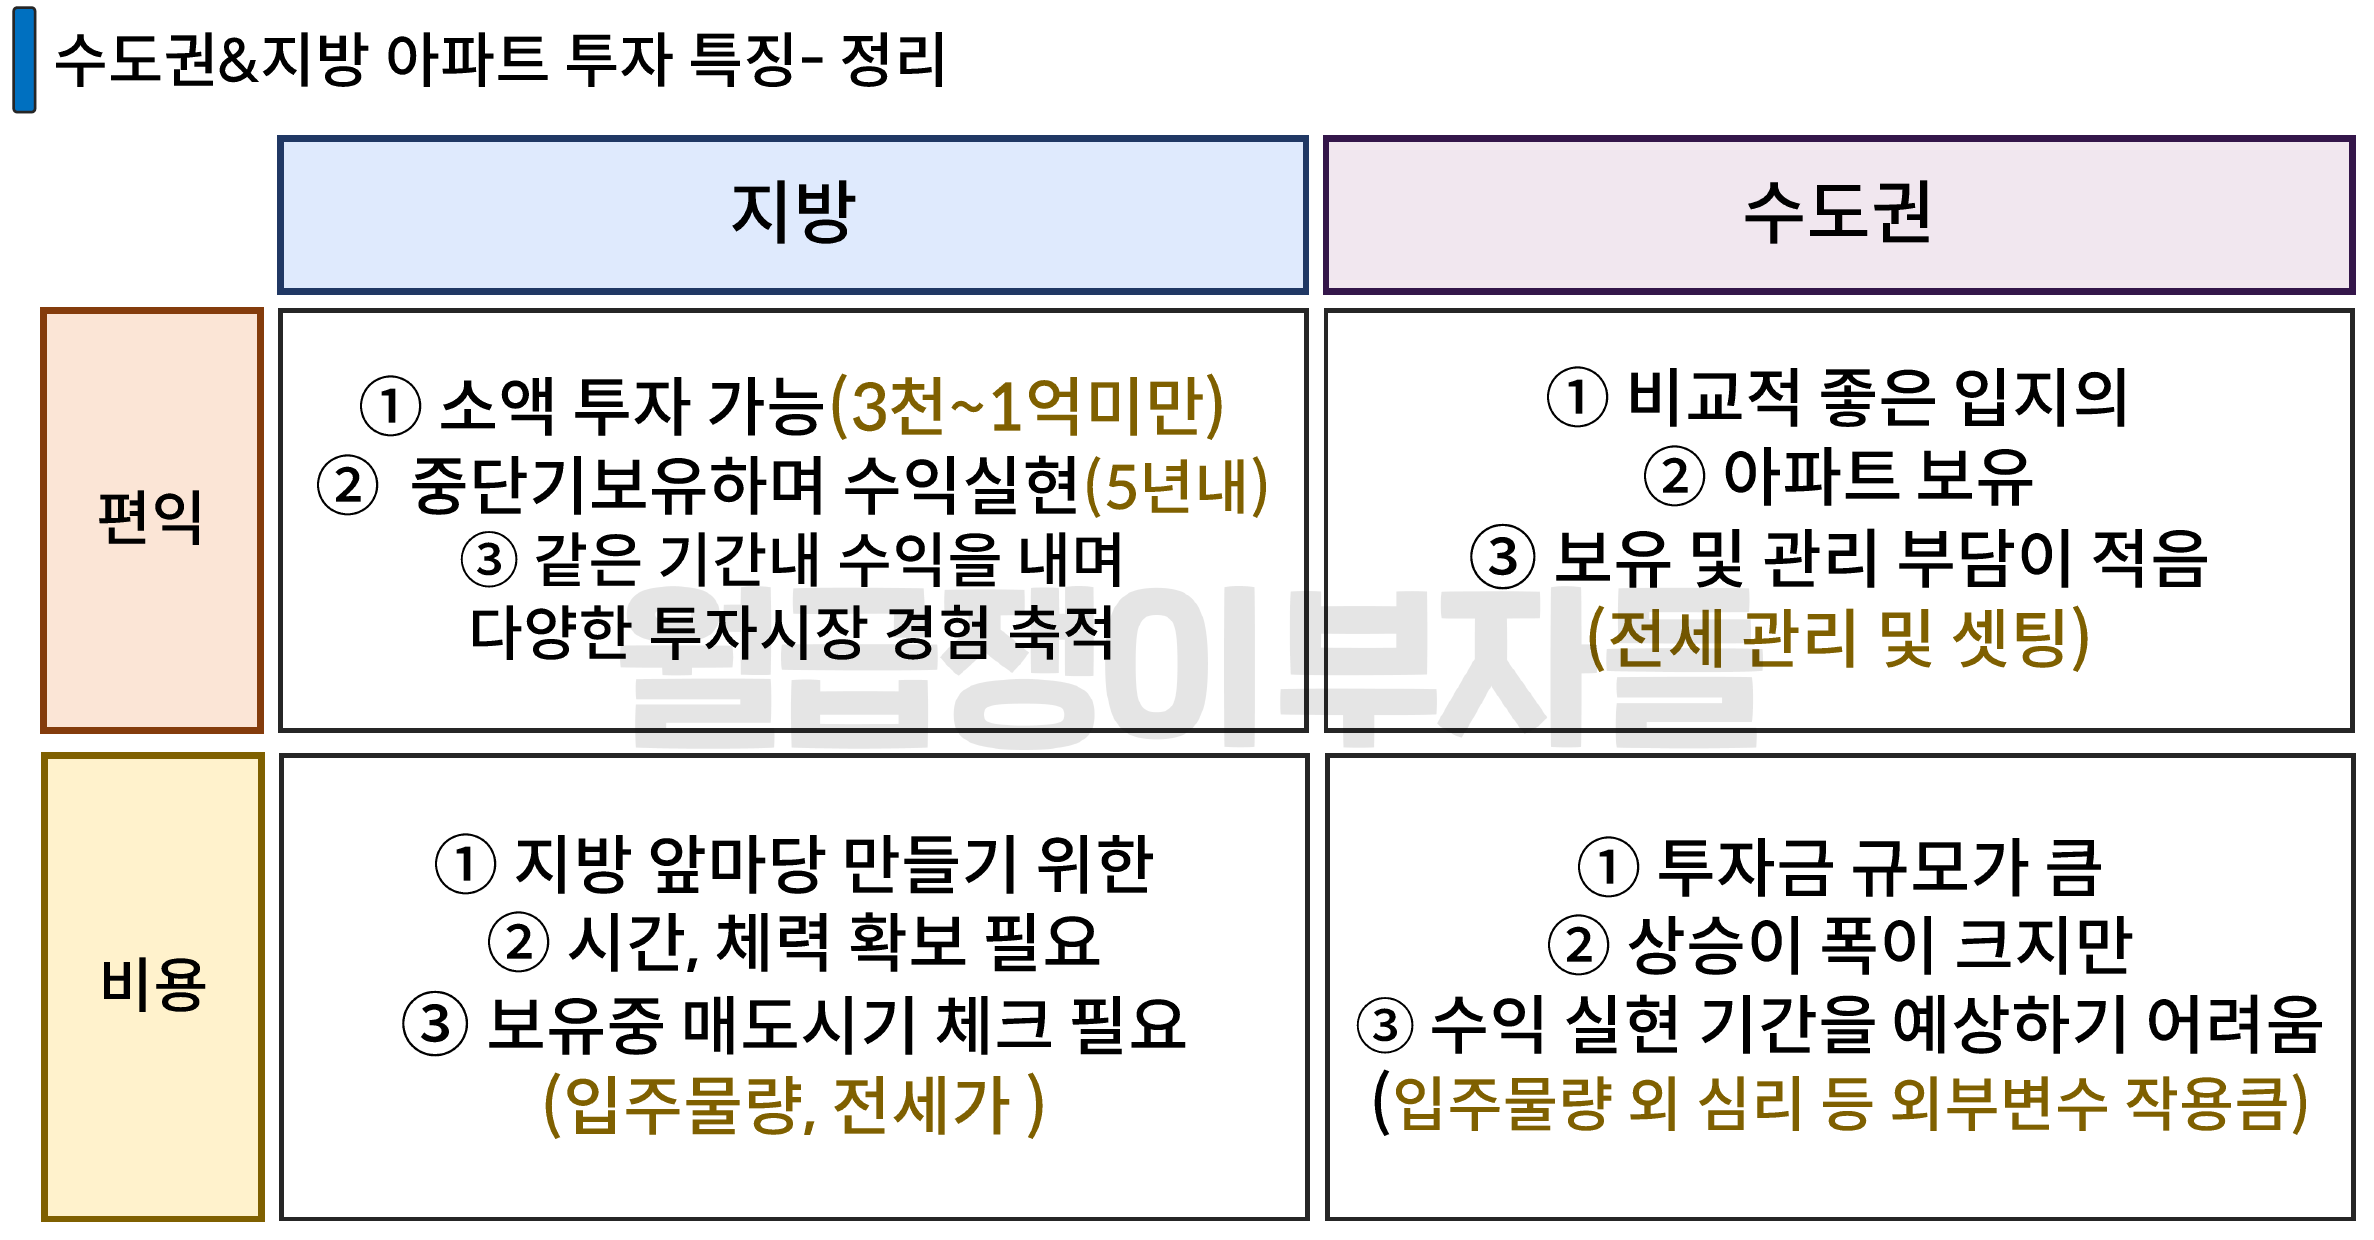 수도권&지방 아파트 투자 특징- 정리
지방
수도권
편익
① 소액 투자 가능(3천~1억미만)
② 중단기보유하며 수익실현(5년내)
③ 같은 기간내 수익을 내며
다양한 투자시장 경험 축적
① 비교적 좋은 입지의
② 아파트 보유
③ 보유 및 관리 부담이 적음
(전세 관리 및 셋팅)
월급쟁이부자들
비용
① 지방 앞마당 만들기 위한
② 시간, 체력 확보 필요
③ 보유중 매도시기 체크 필요
(입주물량, 전세가 )
① 투자금 규모가 큼
② 상승이 폭이 크지만
③ 수익 실현 기간을 예상하기 어려움
(입주물량 외 심리 등 외부변수 작용큼)